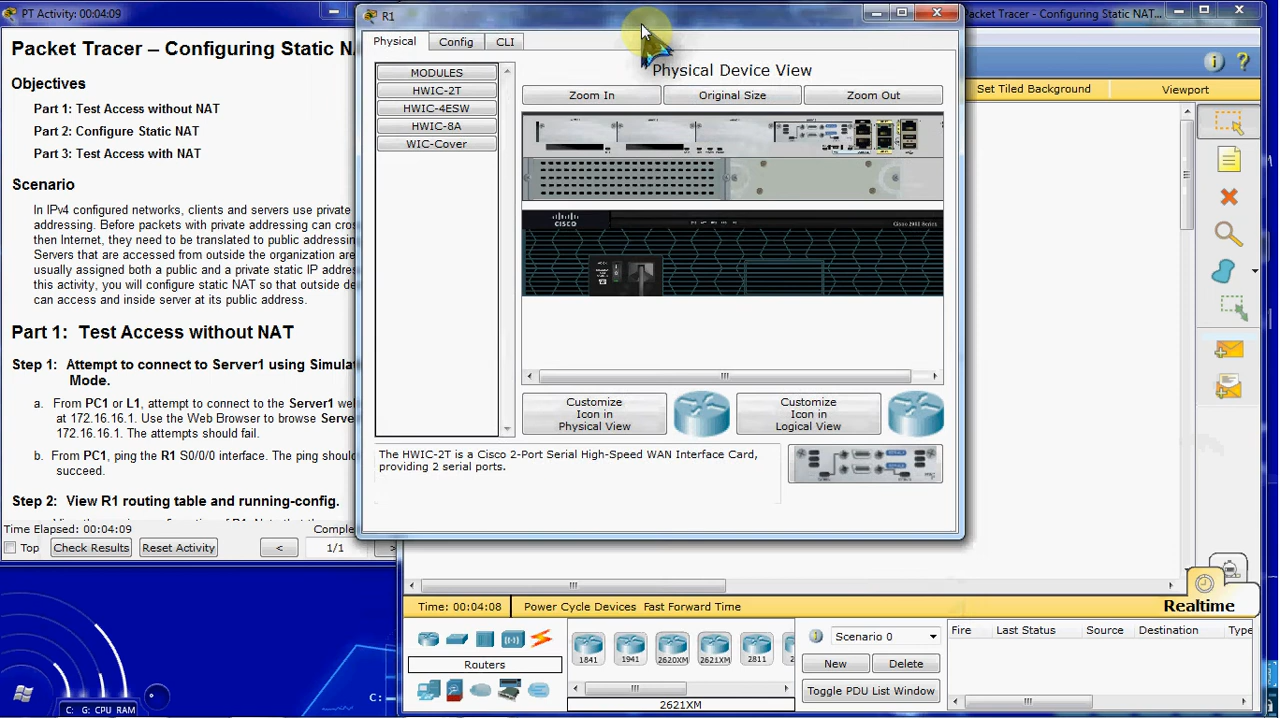 PT Activity: 00:04:09
Packet Tracer – Configuring Static NA
Objectives
Part 1: Test Access without NAT
Part 2: Configure Static NAT
Part 3: Test Access with NAT
Scenario
In IPv4 configured networks, clients and servers use private
addressing. Before packets with private addressing can cros
then Internet, they need to be translated to public addressing
Servers that are accessed from outside the organization are
usually assigned both a public and a private static IP addre
this activity, you will configure static NAT so that outside de
can access and inside server at its public address.
Part 1: Test Access without NAT
Step 1: Attempt to connect to Server1 using Simulat
Mode.
a. From PC1 or L1, attempt to connect to the Server1 wel
at 172.16.16.1. Use the Web Browser to browse Server
172.16.16.1. The attempts should fail.
b. From PC1, ping the R1 S0/0/0 interface. The ping shoul
succeed.
Step 2: View R1 routing table and running-config.
Time Elapsed: 00:04:09
Comple
Top
Check Results
Reset Activity
<
1/1
>
R1
Physical
Config
CLI
MODULES
HWIC-2T
HWIC-4ESW
HWIC-8A
WIC-Cover
Physical Device View
Zoom In
Original Size
Zoom Out
CISCO
Customize
Icon in
Physical View
Customize
Icon in
Logical View
The HWIC-2T is a Cisco 2-Port Serial High-Speed WAN Interface Card,
providing 2 serial ports.
Packet Tracer - Configuring Static NAT...
Set Tiled Background
Viewport
Time: 00:04:08
Power Cycle Devices Fast Forward Time
Realtime
Routers
1841
1941
2620XM
2621XM
2811
2
2621XM
Scenario 0
New
Delete
Toggle PDU List Window
Fire
Last Status
Source
Destination
Type
C:
C: G: CPU RAM